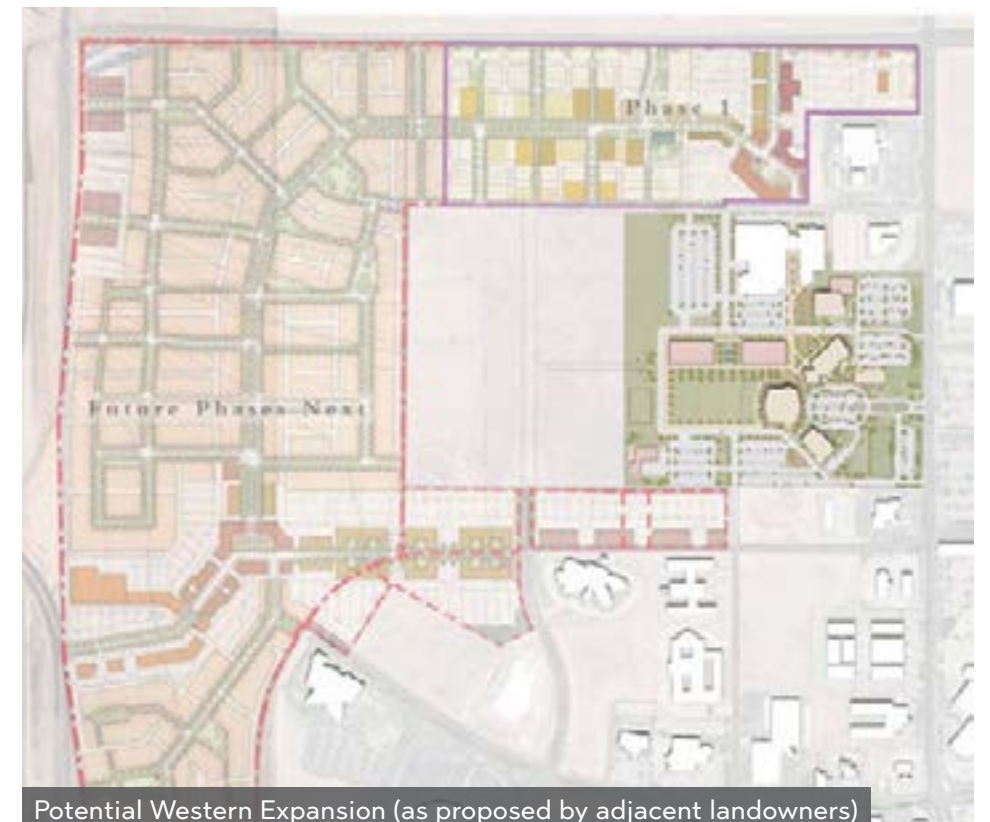 Phase 1
Future Phases Next
Potential Western Expansion (as proposed by adjacent landowners)